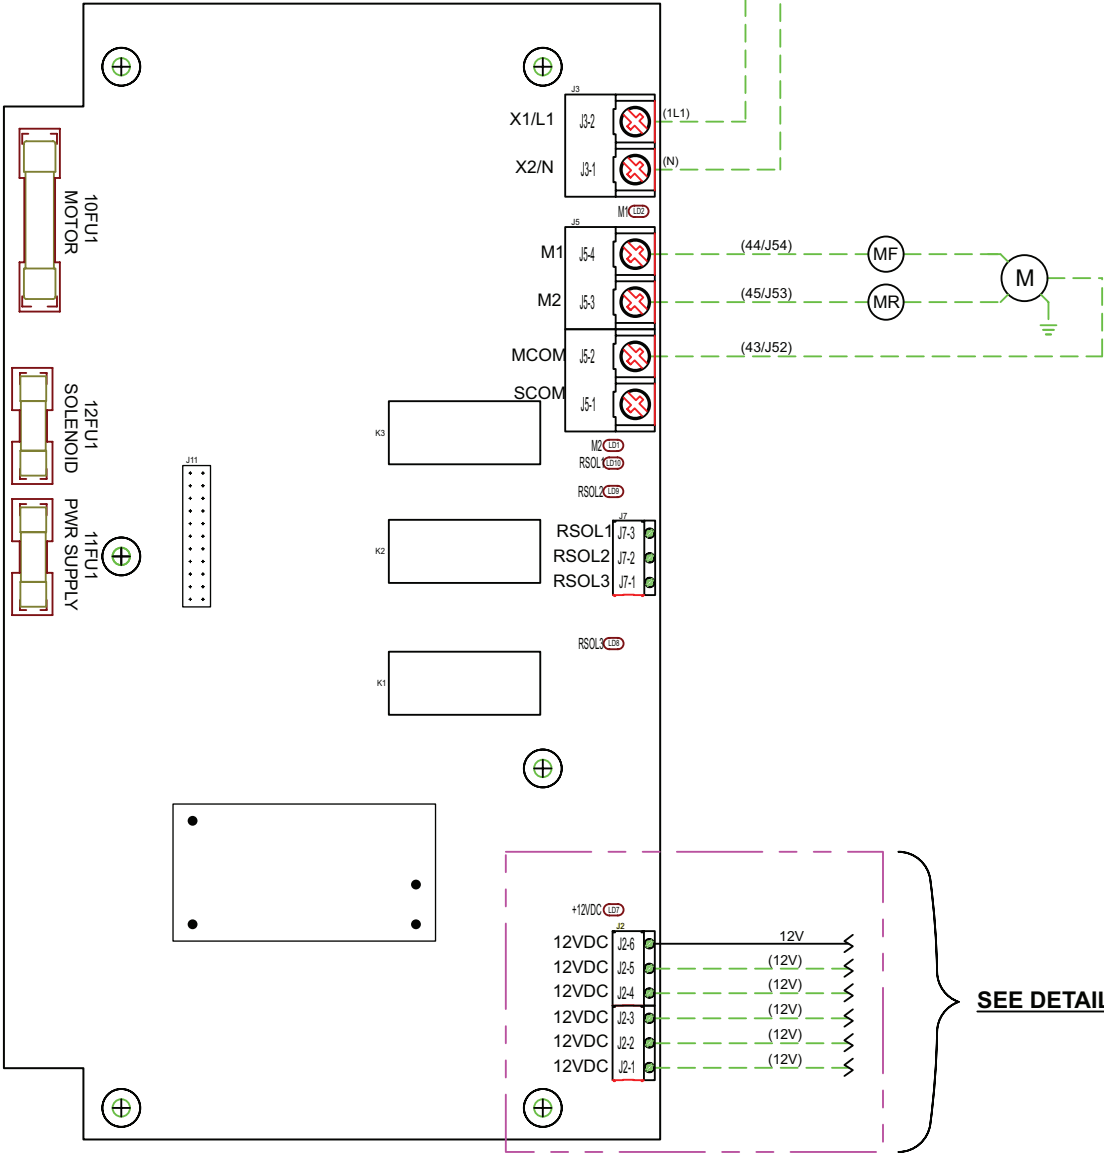 J3
X1/L1 J3-2 (1L1)
X2/N J3-1 (N)
M1 LD2
J5
M1 J5-4 (44/J54) MF
M2 J5-3 (45/J53) MR
M
MCOM J5-2 (43/J52)
SCOM J5-1
10FU1
MOTOR
12FU1
SOLENOID
11FU1
PWR SUPPLY
J11
K3
K2
K1
M2 LD1
RSOL1 LD10
RSOL2 LD9
J7
RSOL1 J7-3
RSOL2 J7-2
RSOL3 J7-1
RSOL3 LD8
+12VDC LD7
J2
12VDC J2-6 12V
12VDC J2-5 (12V)
12VDC J2-4 (12V)
12VDC J2-3 (12V)
12VDC J2-2 (12V)
12VDC J2-1 (12V)
SEE DETAIL